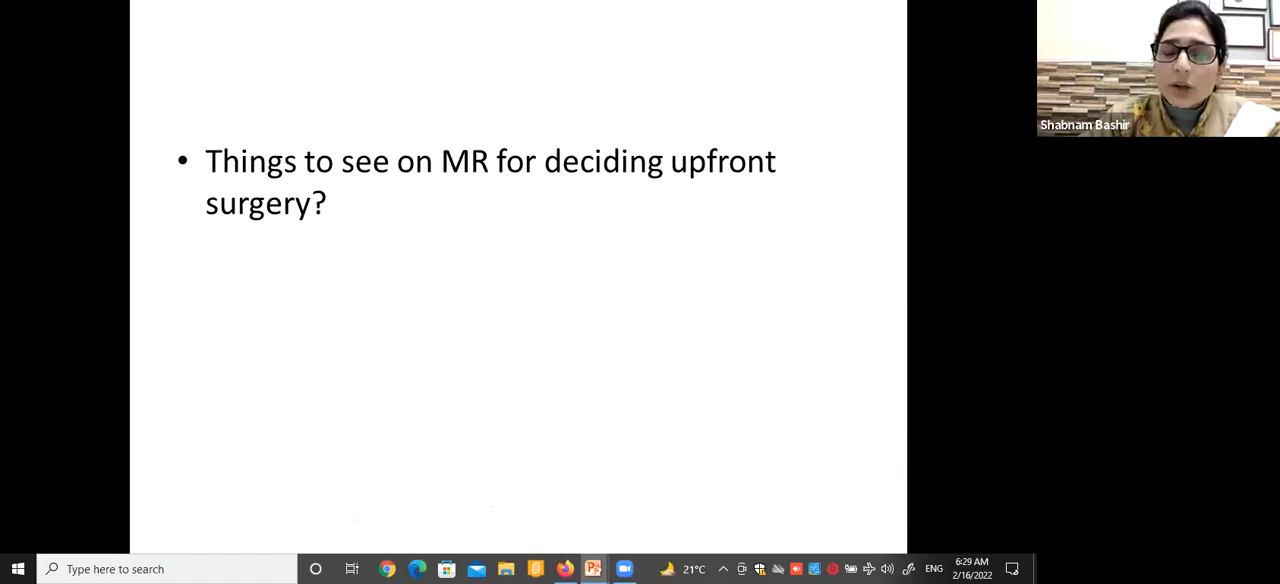 • Things to see on MR for deciding upfront
surgery?
Shabnam Bashir
Type here to search
21°C
ENG
6:29 AM
2/16/2022